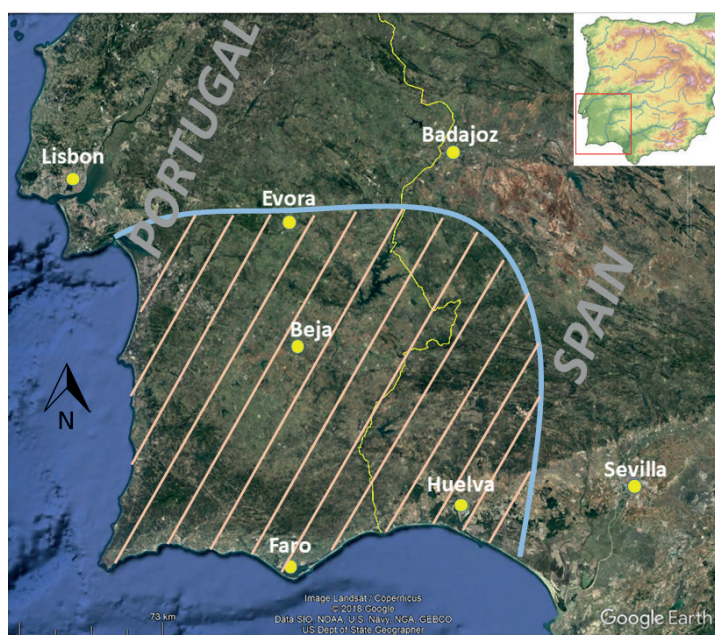 PORTUGAL
Badajoz
Lisbon
Evora
SPAIN
Beja
N
Sevilla
Huelva
Faro
Image Landsat / Copernicus
© 2018 Google
Data SIO, NOAA, U.S. Navy, NGA, GEBCO
US Dept of State Geographer
73 km
Google Earth